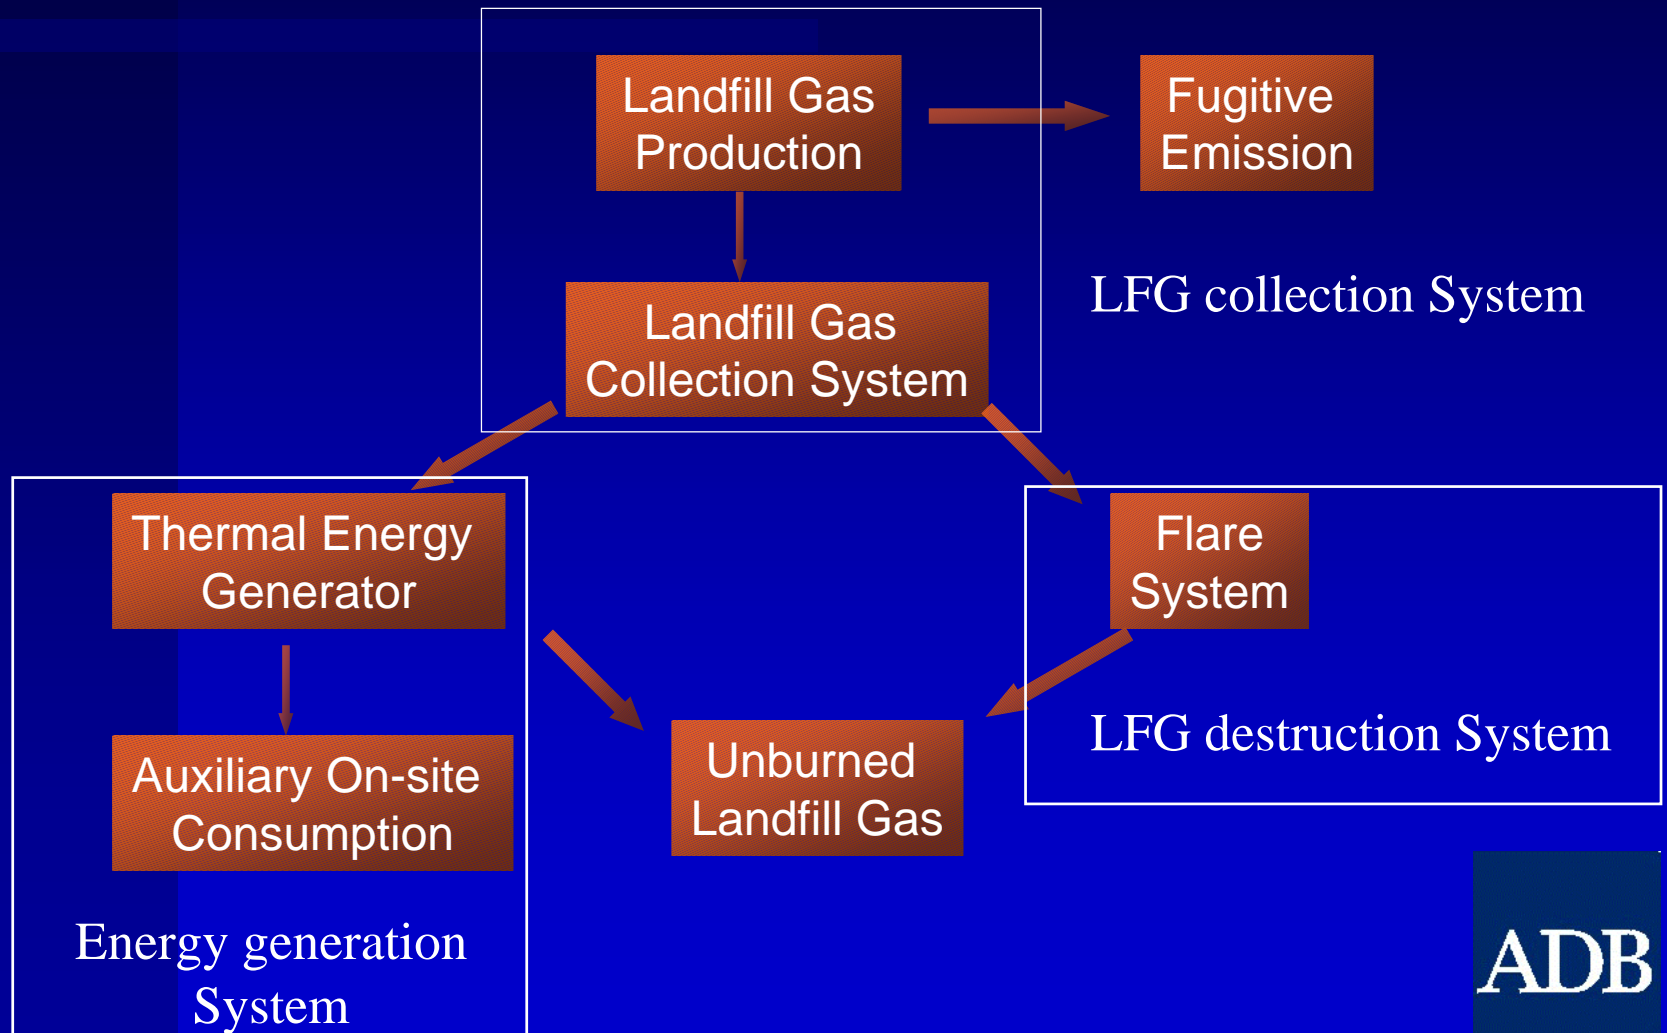 Landfill Gas
Production
Fugitive
Emission
LFG collection System
Landfill Gas
Collection System
Thermal Energy
Generator
Flare
System
LFG destruction System
Auxiliary On-site
Consumption
Unburned
Landfill Gas
Energy generation
System
ADB